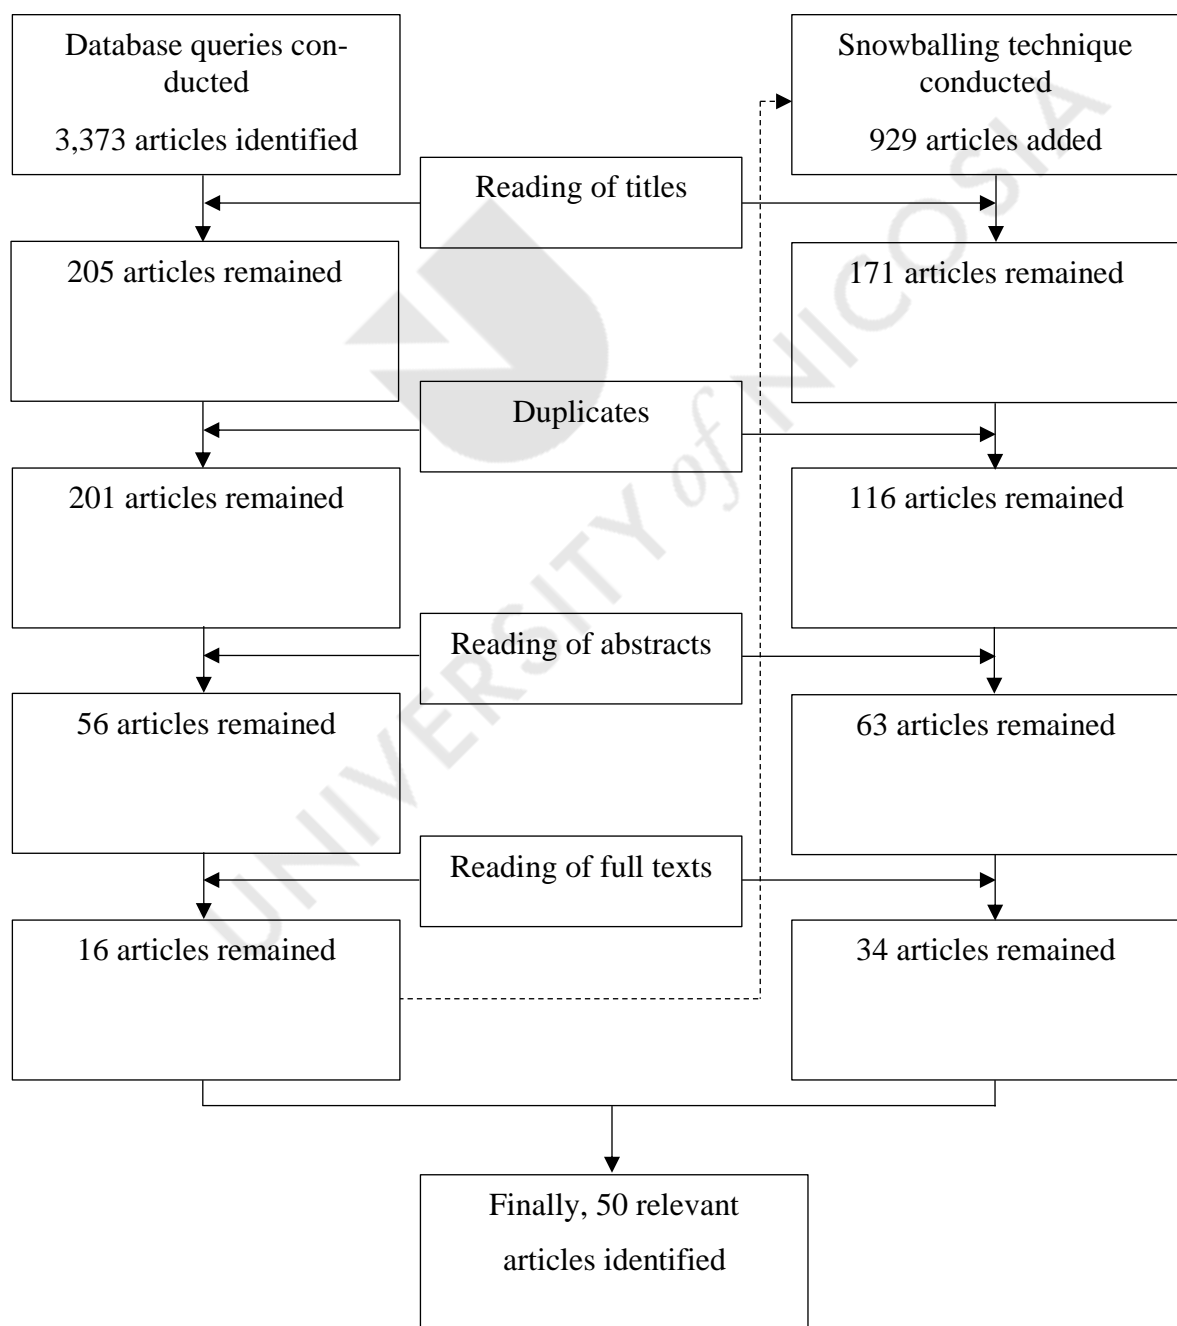 Database queries con-
ducted
3,373 articles identified
Snowballing technique
conducted
929 articles added
Reading of titles
205 articles remained
171 articles remained
Duplicates
201 articles remained
116 articles remained
Reading of abstracts
56 articles remained
63 articles remained
Reading of full texts
16 articles remained
34 articles remained
Finally, 50 relevant
articles identified
UNIVERSITY of NICOSIA